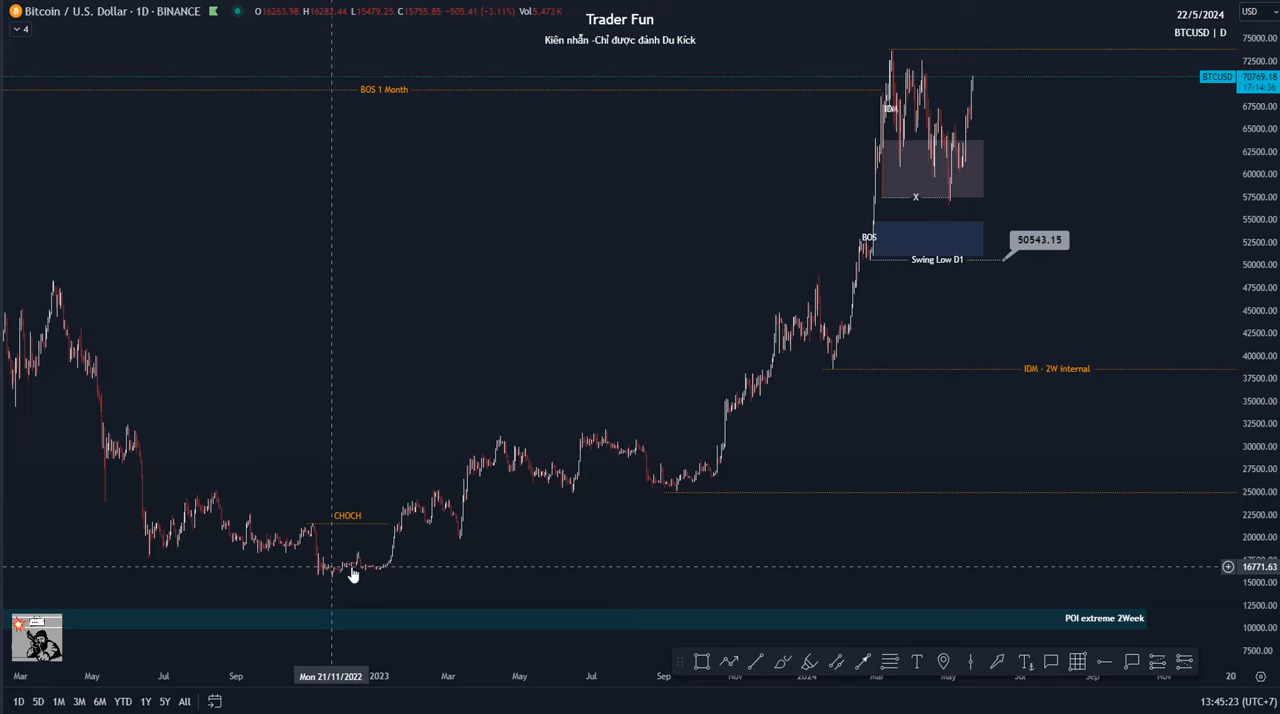 Bitcoin / U.S. Dollar · 1D · BINANCE O16263.98 H16282.44 L15479.25 C15755.85 -505.41 (-3.11%) Vol5.473 K
4
Trader Fun
Kiên nhẫn -Chỉ được đánh Du Kích
22/5/2024
BTCUSD | D
USD
75000.00
72500.00
BTCUSD 70769.18
17:14:36
BOS 1 Month
IDM
67500.00
65000.00
62500.00
60000.00
X
57500.00
55000.00
BOS
50543.15
52500.00
Swing Low D1
50000.00
47500.00
45000.00
42500.00
40000.00
IDM - 2W internal
37500.00
35000.00
32500.00
30000.00
27500.00
25000.00
CHOCH
22500.00
20000.00
16771.63
15000.00
12500.00
POI extreme 2Week
10000.00
7500.00
Mar May Jul Sep Mon 21/11/2022 2023 Mar May Jul Sep Nov 2024 Mar May Jul Sep Nov 20
1D 5D 1M 3M 6M YTD 1Y 5Y All
13:45:23 (UTC+7)